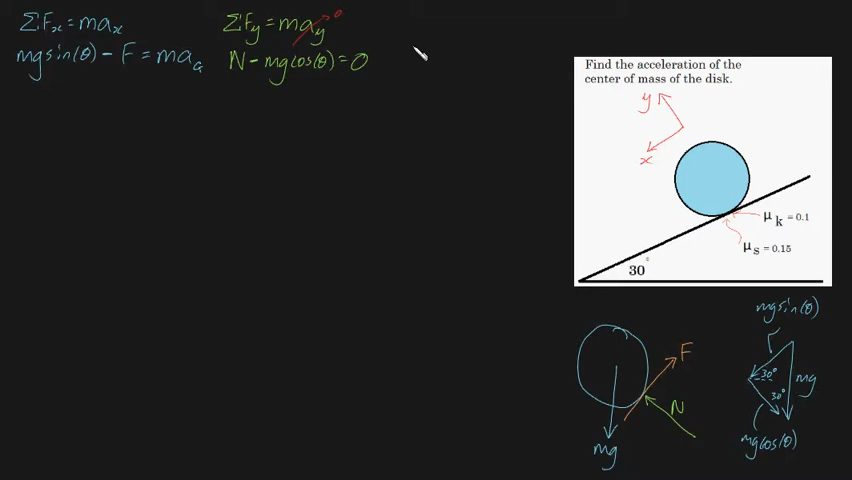 ΣFx = max
ΣFy = may 0
mgsin(θ) - F = maG
N - mgcos(θ) = 0
Find the acceleration of the
center of mass of the disk.
y
x
μk = 0.1
μs = 0.15
30°
mgsin(θ)
F
30°
mg
30°
N
mgcos(θ)
mg